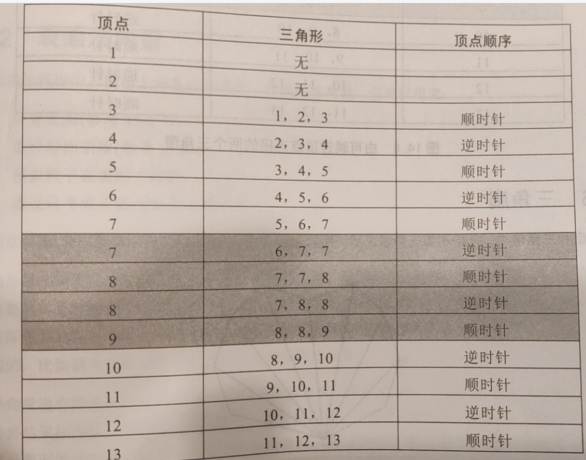 顶点 三角形 顶点顺序
1 无
2 无
3 1，2，3 顺时针
4 2，3，4 逆时针
5 3，4，5 顺时针
6 4，5，6 逆时针
7 5，6，7 顺时针
7 6，7，7 逆时针
8 7，7，8 顺时针
8 7，8，8 逆时针
9 8，8，9 顺时针
10 8，9，10 逆时针
11 9，10，11 顺时针
12 10，11，12 逆时针
13 11，12，13 顺时针